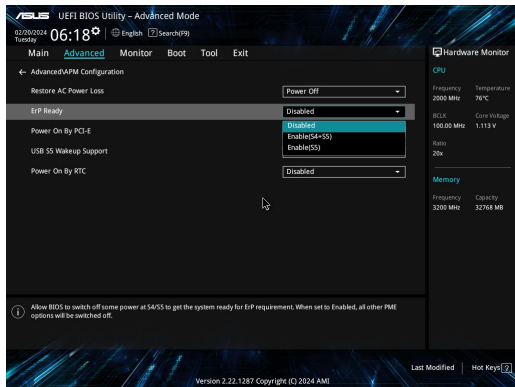 ASUS UEFI BIOS Utility – Advanced Mode
02/20/2024 Tuesday 06:18 English ? Search(F9)
Main Advanced Monitor Boot Tool Exit
← Advanced\APM Configuration
Restore AC Power Loss Power Off
ErP Ready Disabled
Disabled
Enable(S4+S5)
Enable(S5)
Power On By PCI-E
USB S5 Wakeup Support
Power On By RTC Disabled
Hardware Monitor
CPU
Frequency Temperature
2000 MHz 76°C
BCLK Core Voltage
100.00 MHz 1.113 V
Ratio
20x
Memory
Frequency Capacity
3200 MHz 32768 MB
Allow BIOS to switch off some power at S4/S5 to get the system ready for ErP requirement. When set to Enabled, all other PME
options will be switched off.
Last Modified Hot Keys ?
Version 2.22.1287 Copyright (C) 2024 AMI